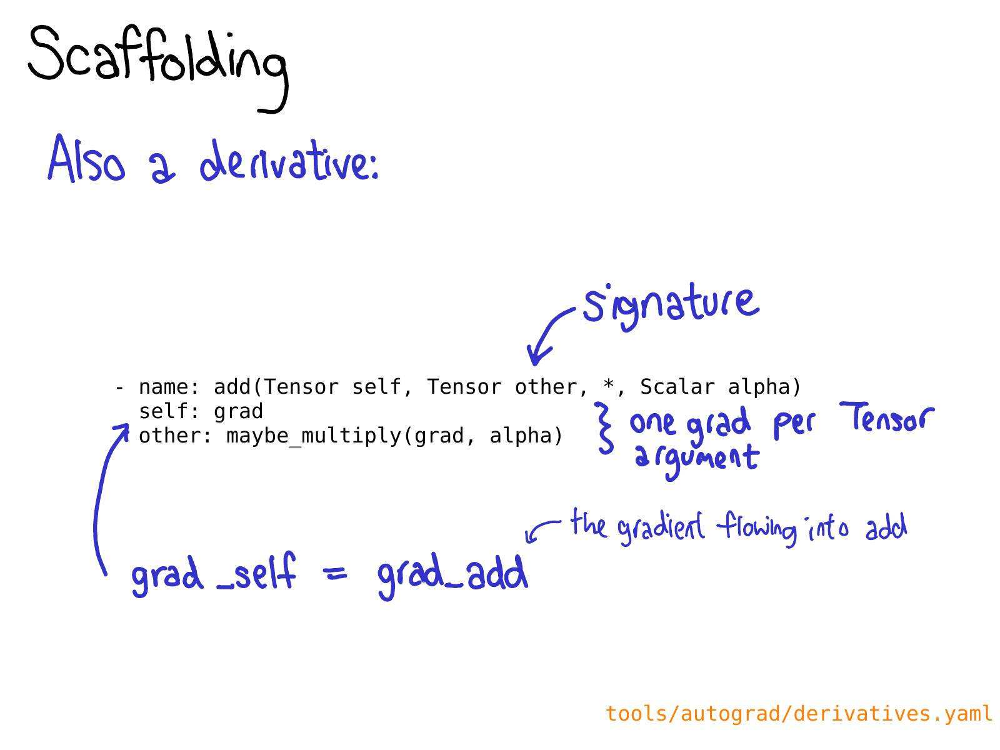 Scaffolding
Also a derivative:
signature
- name: add(Tensor self, Tensor other, *, Scalar alpha)
self: grad
other: maybe_multiply(grad, alpha)
one grad per Tensor
argument
the gradient flowing into add
grad_self = grad_add
tools/autograd/derivatives.yaml